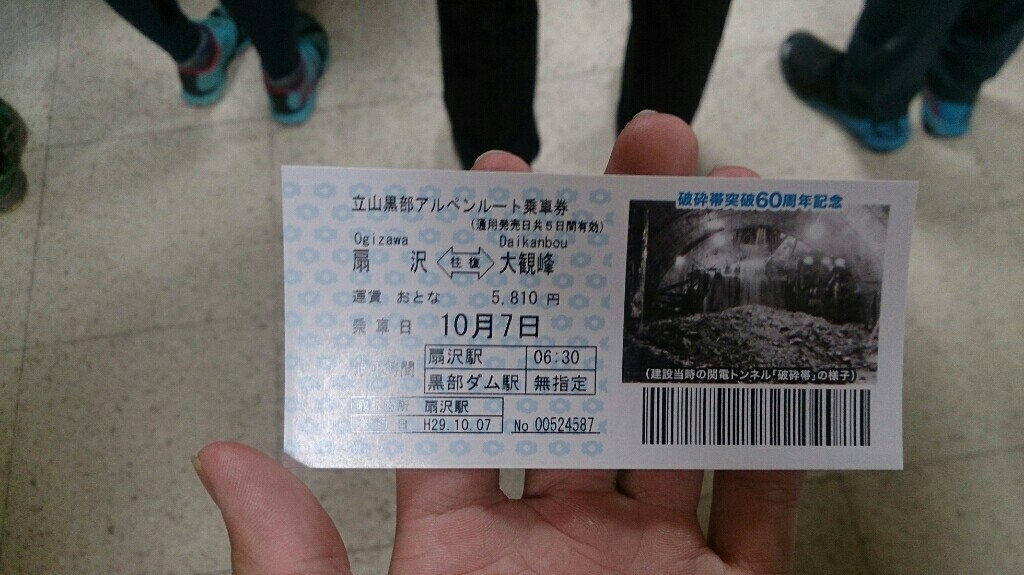 立山黒部アルペンルート乗車券
(通用発売日共5日間有効)
Ogizawa Daikanbou
扇沢 往復 大観峰
運賃 おとな 5,810 円
乗車日 10月7日
扇沢駅 06:30
時間
黒部ダム駅 無指定
所 扇沢駅
日 H29.10.07 No 00524587
破砕帯突破60周年記念
(建設当時の関電トンネル「破砕帯」の様子)